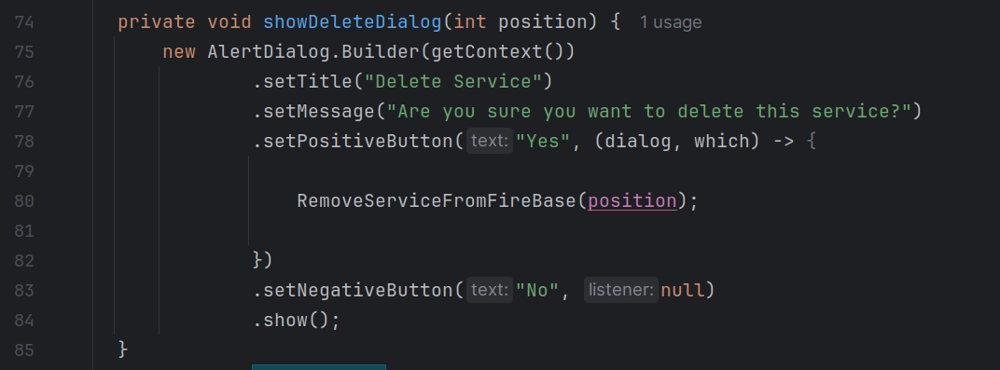 74 private void showDeleteDialog(int position) { 1 usage
75 new AlertDialog.Builder(getContext())
76 .setTitle("Delete Service")
77 .setMessage("Are you sure you want to delete this service?")
78 .setPositiveButton( text: "Yes", (dialog, which) -> {
79
80 RemoveServiceFromFireBase(position);
81
82 })
83 .setNegativeButton( text: "No", listener: null)
84 .show();
85 }